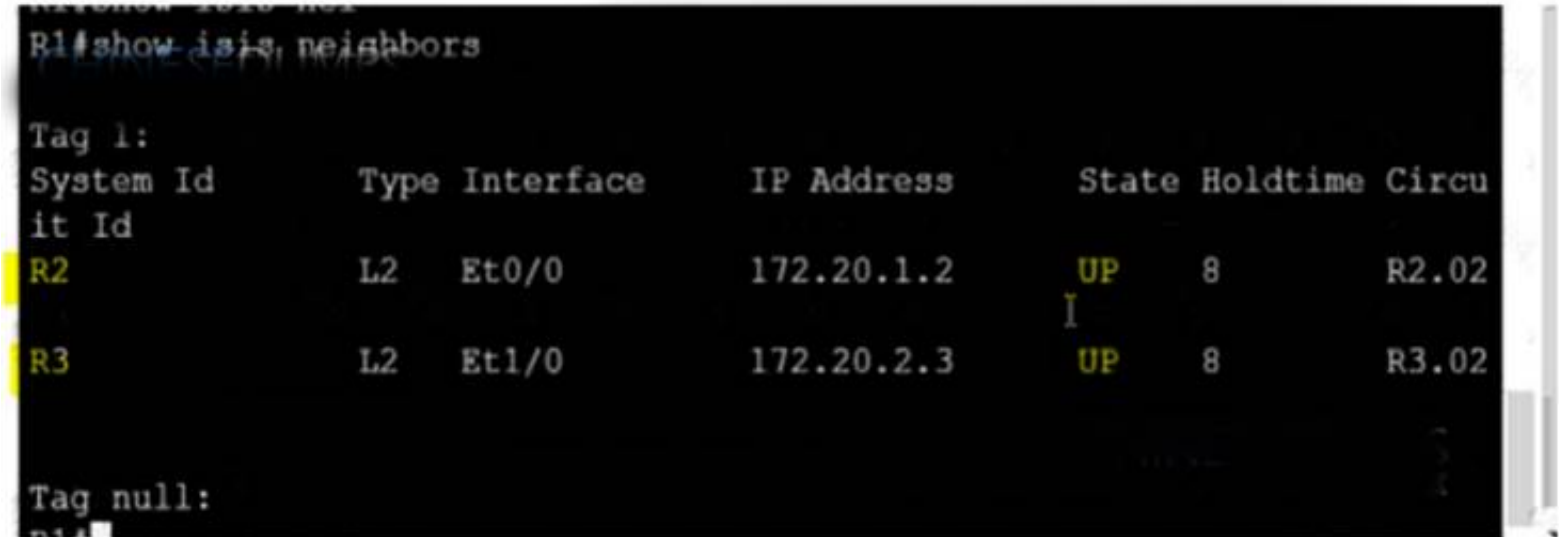 R1#show isis neighbors
Tag 1:
System Id Type Interface IP Address State Holdtime Circu
it Id
R2 L2 Et0/0 172.20.1.2 UP 8 R2.02
R3 L2 Et1/0 172.20.2.3 UP 8 R3.02
Tag null: